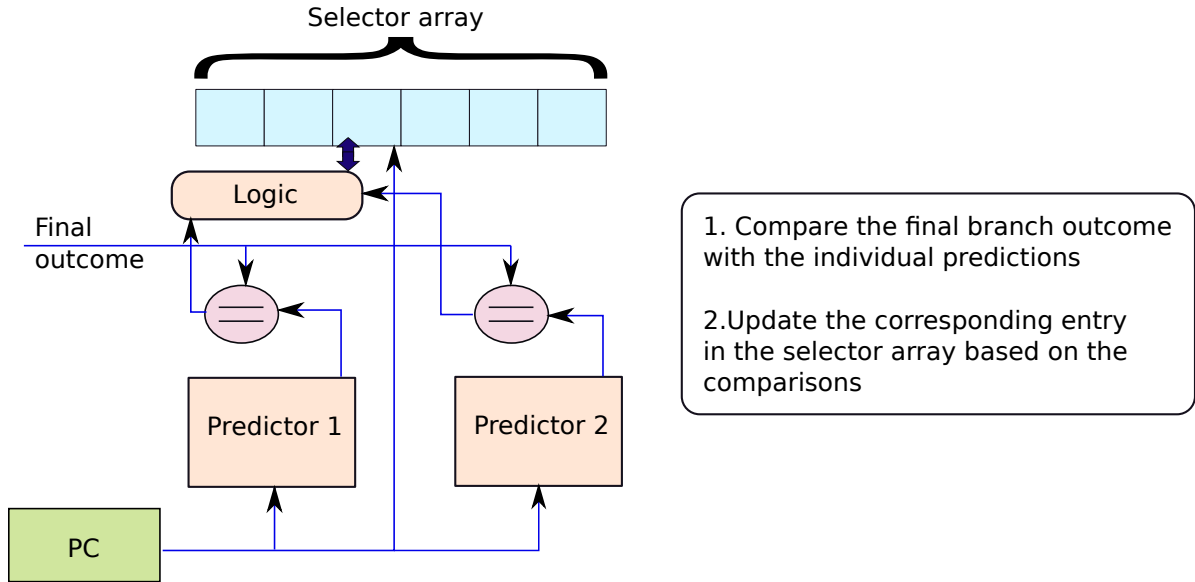 Selector array
Logic
Final
outcome
1. Compare the final branch outcome
with the individual predictions
2.Update the corresponding entry
in the selector array based on the
comparisons
Predictor 1
Predictor 2
PC